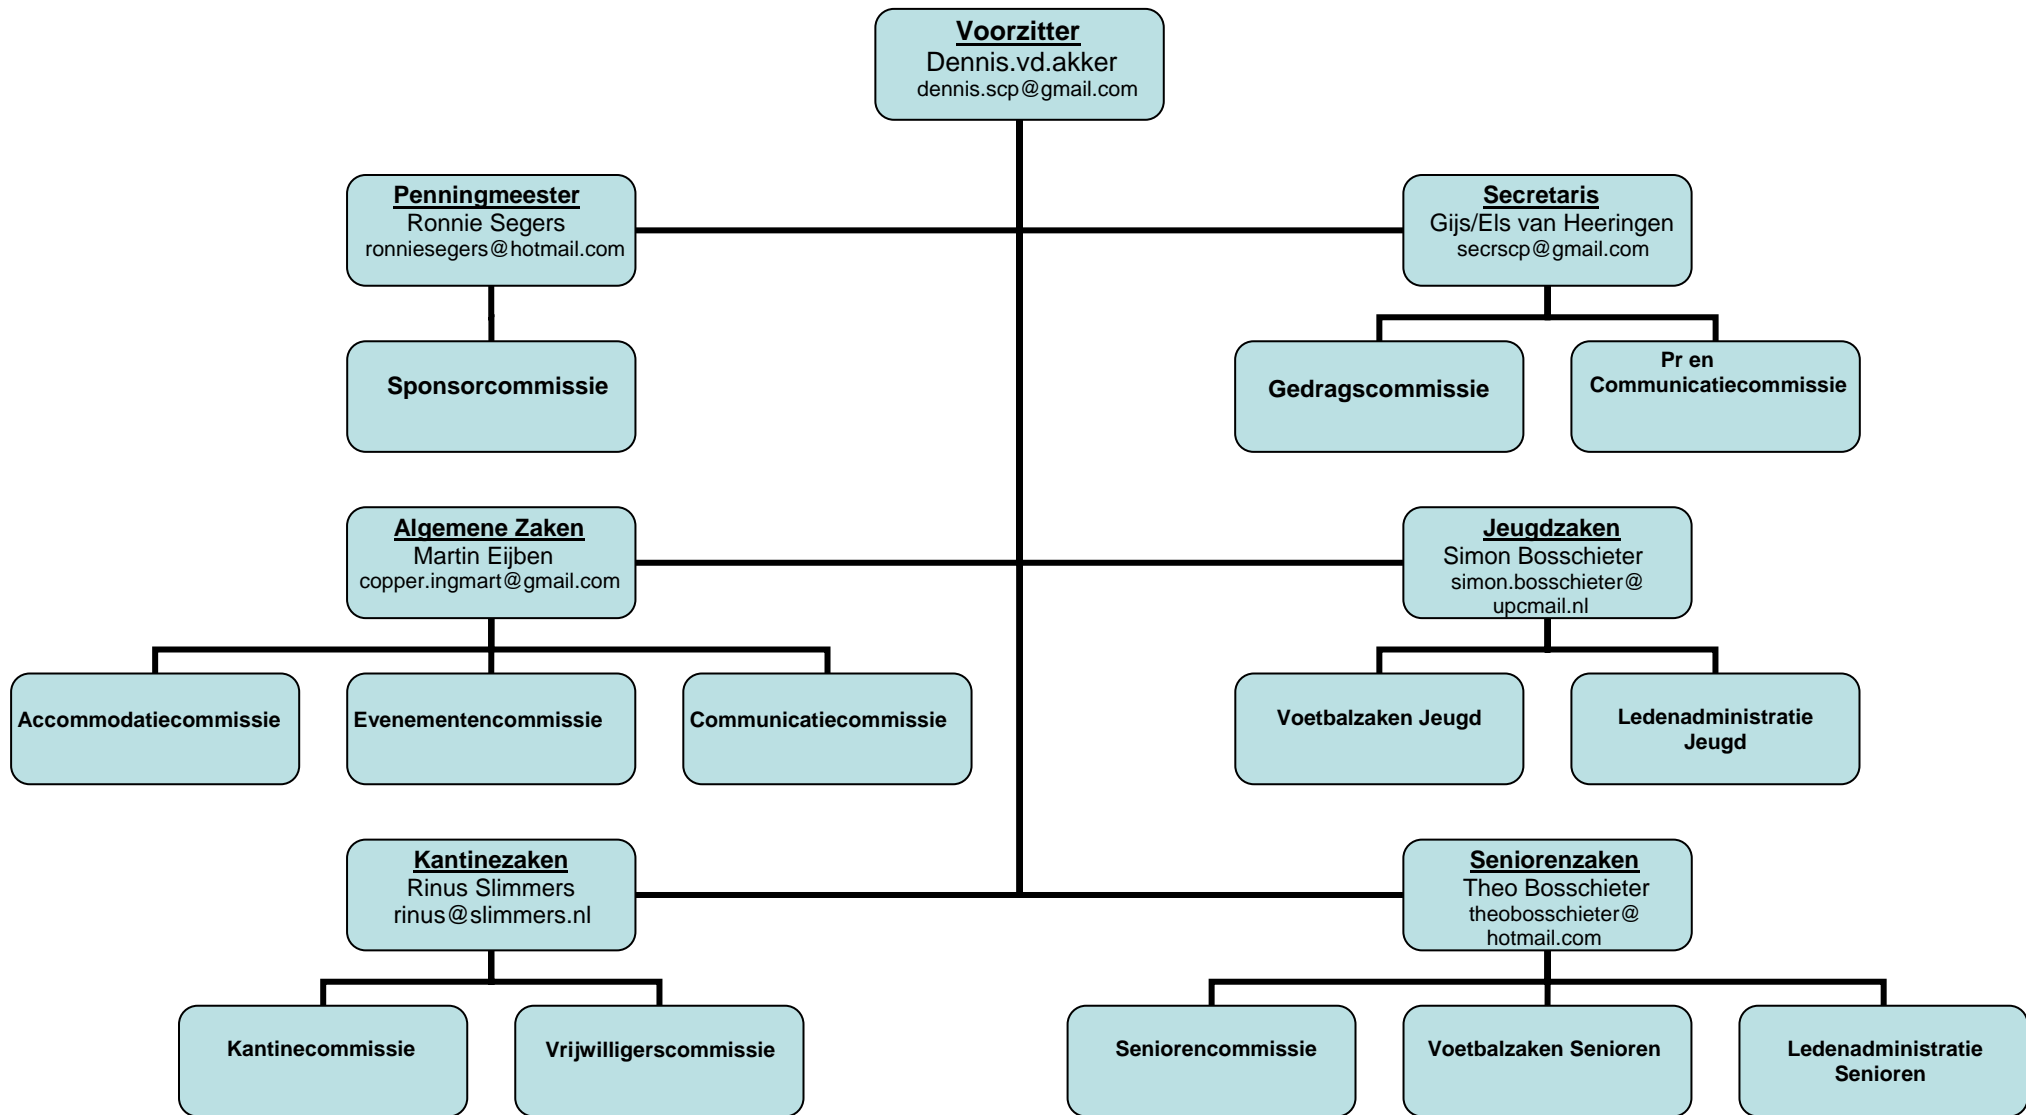 Voorzitter
Dennis.vd.akker
dennis.scp@gmail.com
Penningmeester
Ronnie Segers
ronniesegers@hotmail.com
Secretaris
Gijs/Els van Heeringen
secrscp@gmail.com
Sponsorcommissie
Gedragscommissie
Pr en
Communicatiecommissie
Algemene Zaken
Martin Eijben
copper.ingmart@gmail.com
Jeugdzaken
Simon Bosschieter
simon.bosschieter@
upcmail.nl
Accommodatiecommissie
Evenementencommissie
Communicatiecommissie
Voetbalzaken Jeugd
Ledenadministratie
Jeugd
Kantinezaken
Rinus Slimmers
rinus@slimmers.nl
Seniorenzaken
Theo Bosschieter
theobosschieter@
hotmail.com
Kantinecommissie
Vrijwilligerscommissie
Seniorencommissie
Voetbalzaken Senioren
Ledenadministratie
Senioren